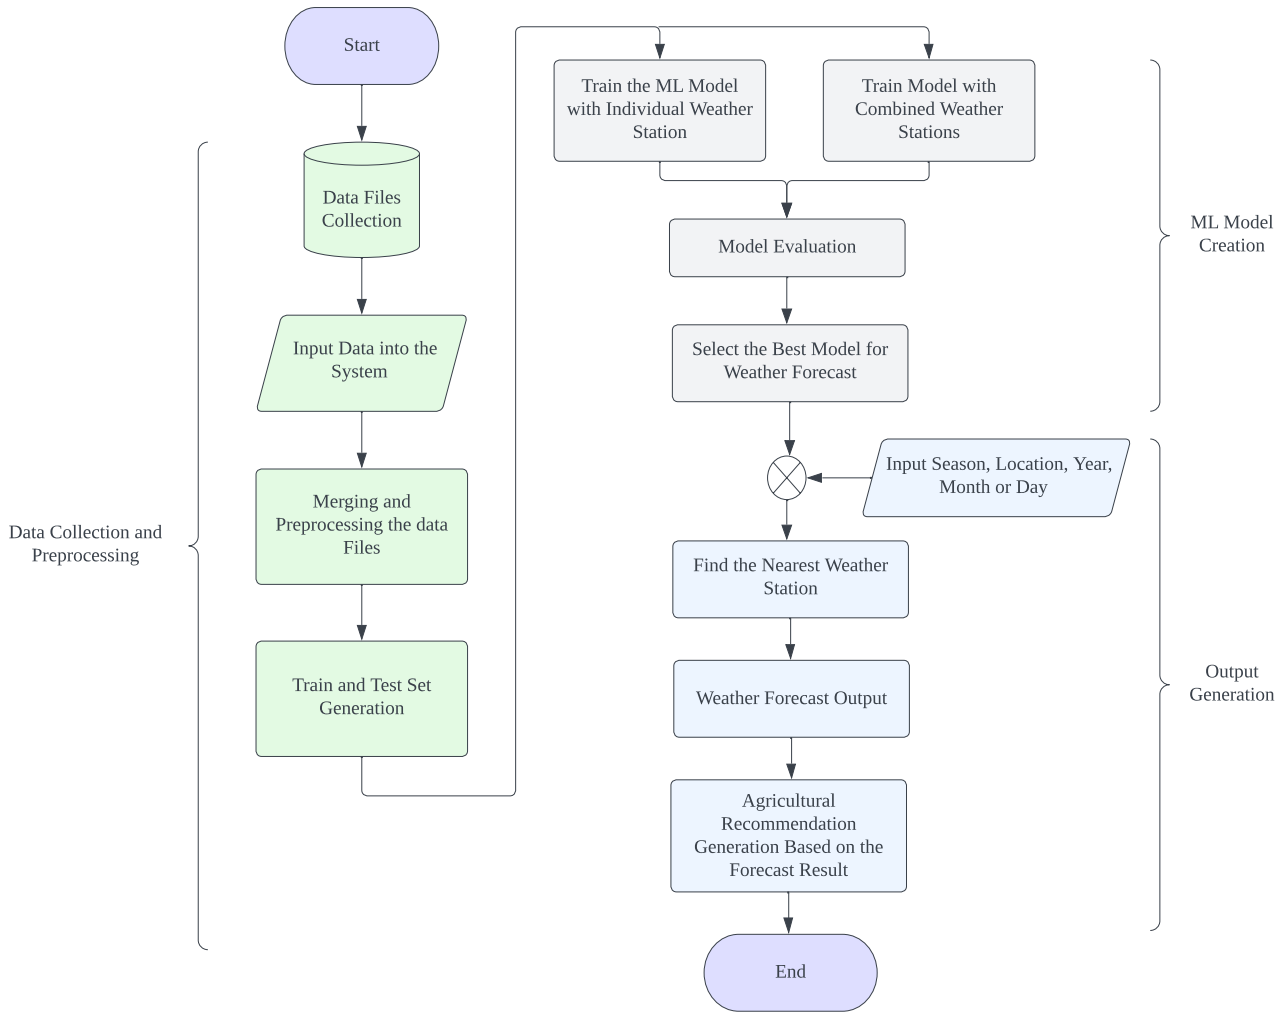 Start
Data Files
Collection
Input Data into the
System
Merging and
Preprocessing the data
Files
Train and Test Set
Generation
Data Collection and
Preprocessing
Train the ML Model
with Individual Weather
Station
Train Model with
Combined Weather
Stations
Model Evaluation
Select the Best Model for
Weather Forecast
ML Model
Creation
Input Season, Location, Year,
Month or Day
Find the Nearest Weather
Station
Weather Forecast Output
Agricultural
Recommendation
Generation Based on the
Forecast Result
Output
Generation
End